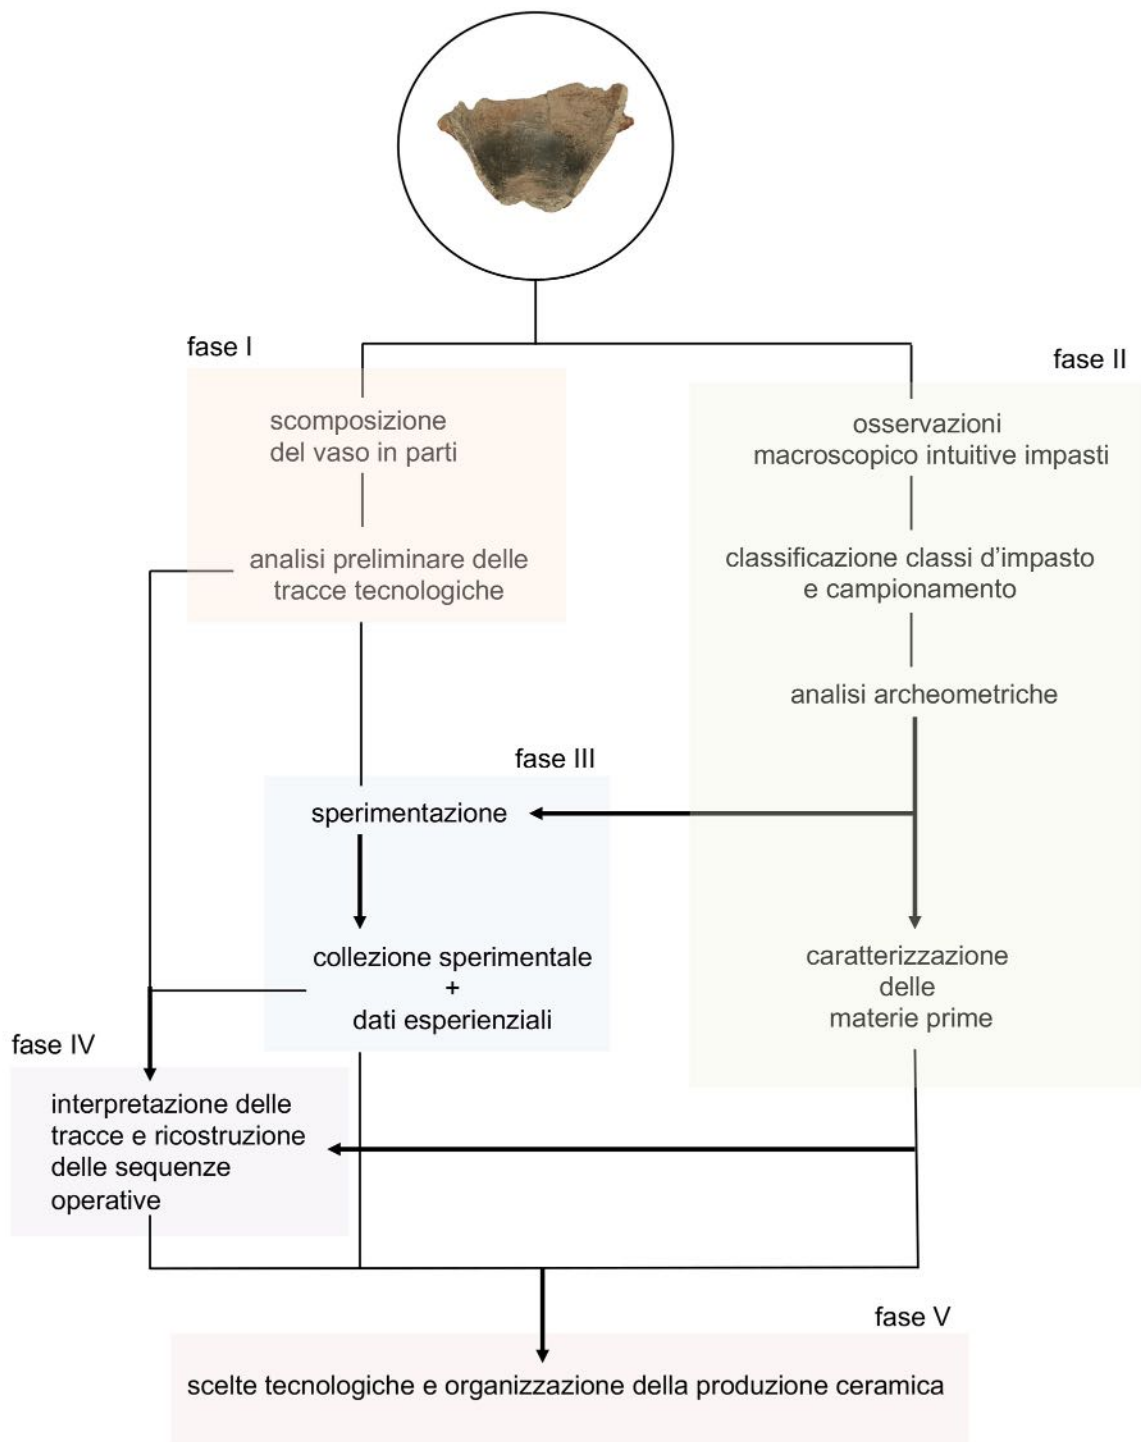 fase I
scomposizione
del vaso in parti
analisi preliminare delle
tracce tecnologiche
fase II
osservazioni
macroscopico intuitive impasti
classificazione classi d'impasto
e campionamento
analisi archeometriche
caratterizzazione
delle
materie prime
fase III
sperimentazione
collezione sperimentale
+
dati esperienziali
fase IV
interpretazione delle
tracce e ricostruzione
delle sequenze
operative
fase V
scelte tecnologiche e organizzazione della produzione ceramica